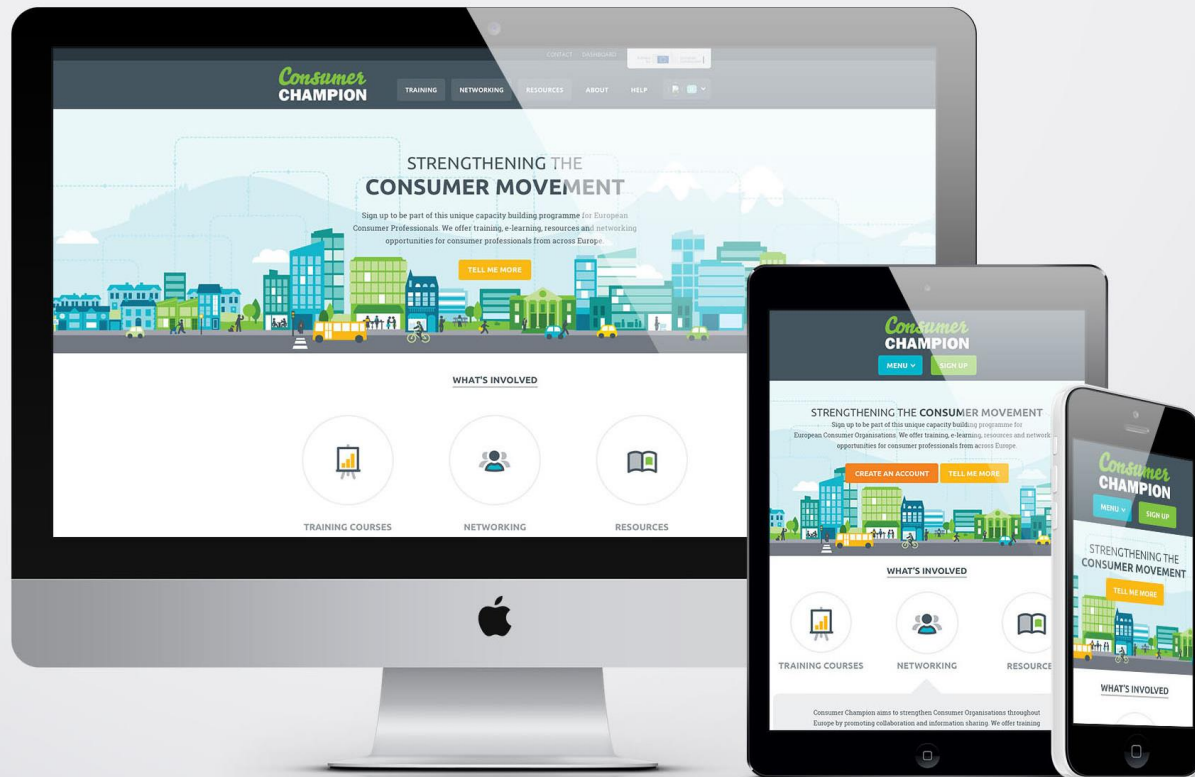 CONTACT
DASHBOARD
Consumer
CHAMPION
TRAINING
NETWORKING
RESOURCES
ABOUT
HELP
STRENGTHENING THE
CONSUMER MOVEMENT
Sign up to be part of this unique capacity building programme for European
Consumer Professionals. We offer training, e-learning, resources and networking
opportunities for consumer professionals from across Europe.
TELL ME MORE
WHAT'S INVOLVED
TRAINING COURSES
NETWORKING
RESOURCES
Consumer
CHAMPION
MENU
SIGN UP
STRENGTHENING THE CONSUMER MOVEMENT
Sign up to be part of this unique capacity building programme for
European Consumer Organisations. We offer training, e-learning, resources and network
opportunities for consumer professionals from across Europe.
CREATE AN ACCOUNT
TELL ME MORE
WHAT'S INVOLVED
TRAINING COURSES
NETWORKING
RESOURCE
Consumer Champion aims to strengthen Consumer Organisations throughout
Europe by promoting collaboration and information sharing. We offer training
Consumer
CHAMPION
MENU
SIGN UP
STRENGTHENING THE
CONSUMER MOVEMENT
TELL ME MORE
WHAT'S INVOLVED